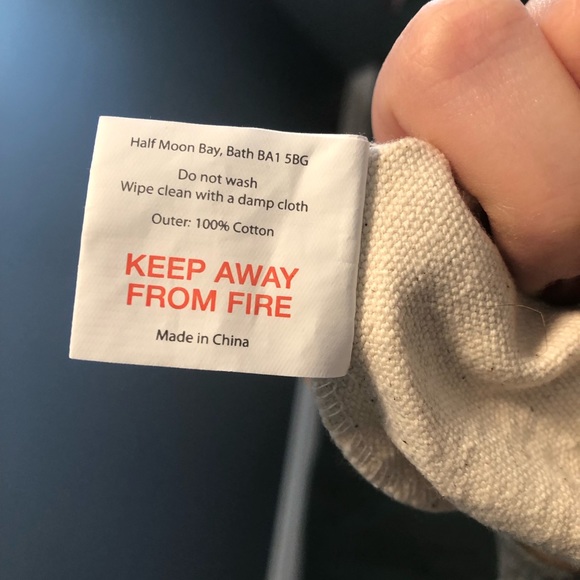 Half Moon Bay, Bath BA1 5BG
Do not wash
Wipe clean with a damp cloth
Outer: 100% Cotton
KEEP AWAY
FROM FIRE
Made in China